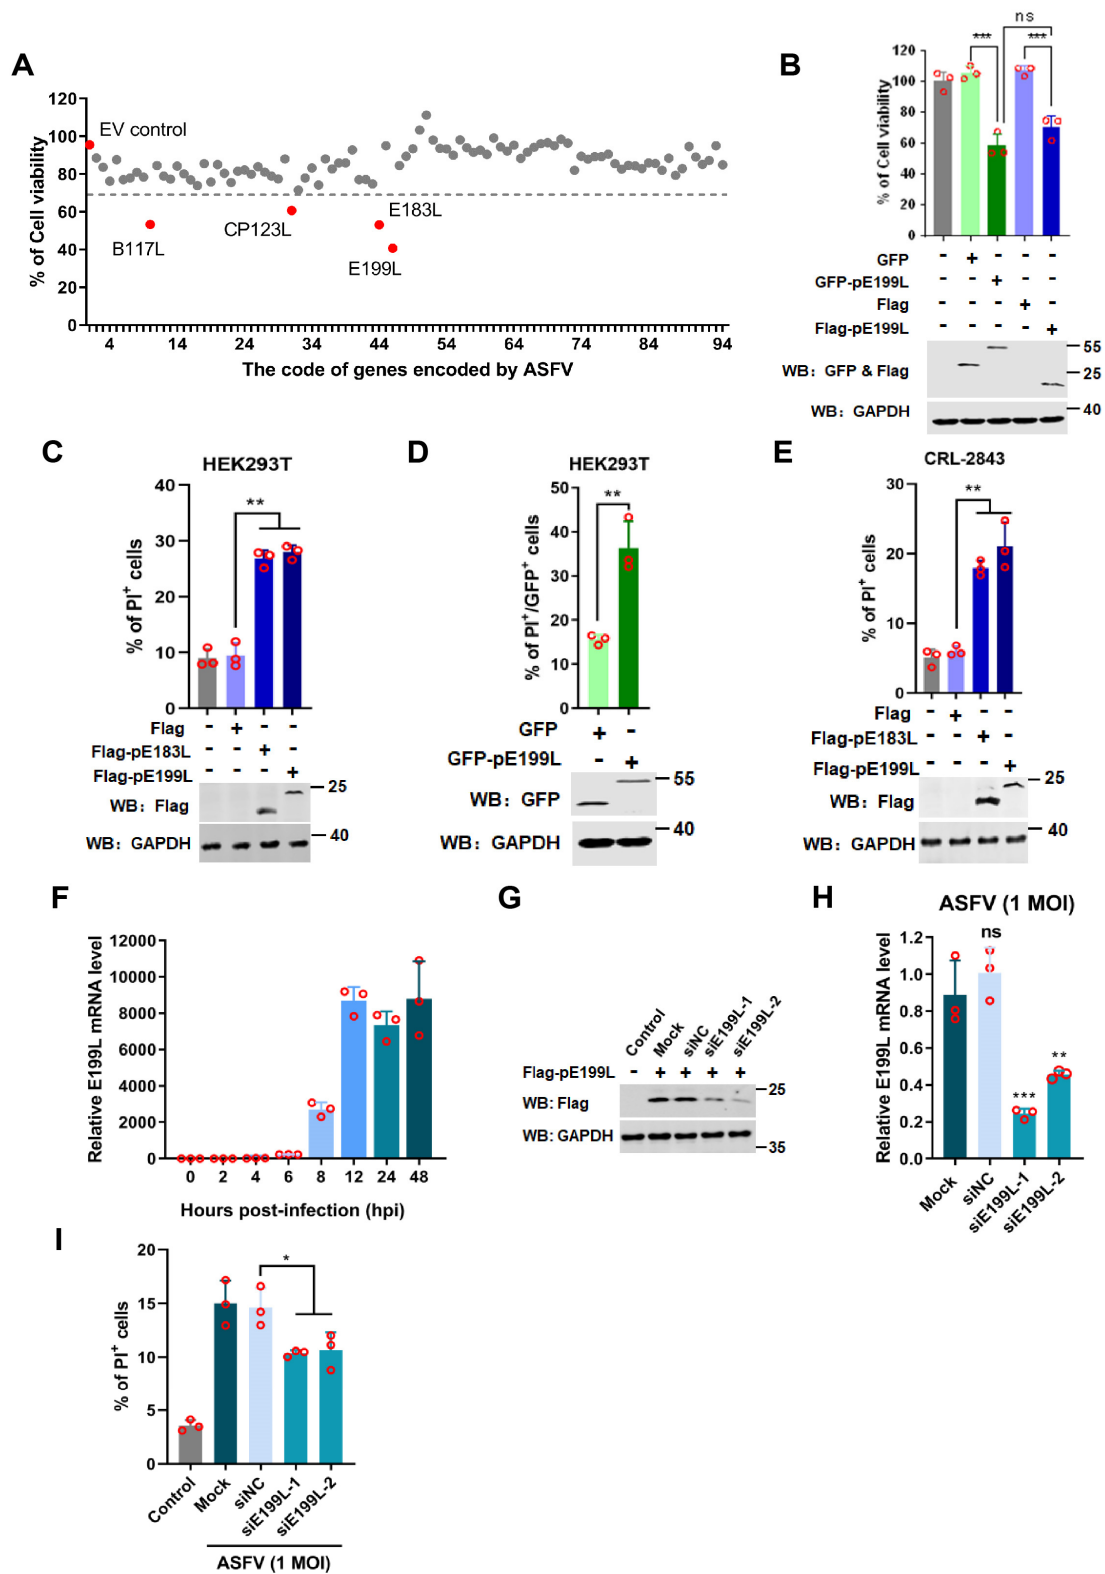 A
120
100
80
60
40
20
0
% of Cell viability
EV control
B117L
CP123L
E183L
E199L
4 14 24 34 44 54 64 74 84 94
The code of genes encoded by ASFV
B
ns
*** ***
120
100
80
60
40
20
0
% of Cell viability
GFP - + - - -
GFP-pE199L - - + - -
Flag - - - + -
Flag-pE199L - - - - +
WB: GFP & Flag
55
25
WB: GAPDH
40
C
HEK293T
**
40
30
20
10
0
% of PI+ cells
Flag - + - -
Flag-pE183L - - + -
Flag-pE199L - - - +
WB: Flag
25
WB: GAPDH
40
D
HEK293T
**
50
40
30
20
10
0
% of PI+/GFP+ cells
GFP + -
GFP-pE199L - +
WB: GFP
55
WB: GAPDH
40
E
CRL-2843
**
30
20
10
0
% of PI+ cells
Flag - + - -
Flag-pE183L - - + -
Flag-pE199L - - - +
WB: Flag
25
WB: GAPDH
40
F
12000
10000
8000
6000
4000
2000
0
Relative E199L mRNA level
0 2 4 6 8 12 24 48
Hours post-infection (hpi)
G
Control Mock siNC siE199L-1 siE199L-2
Flag-pE199L - + + + +
WB: Flag
25
WB: GAPDH
35
H
ASFV (1 MOI)
ns
***
**
1.2
1.0
0.8
0.6
0.4
0.2
0.0
Relative E199L mRNA level
Mock siNC siE199L-1 siE199L-2
I
*
20
15
10
5
0
% of PI+ cells
Control Mock siNC siE199L-1 siE199L-2
ASFV (1 MOI)